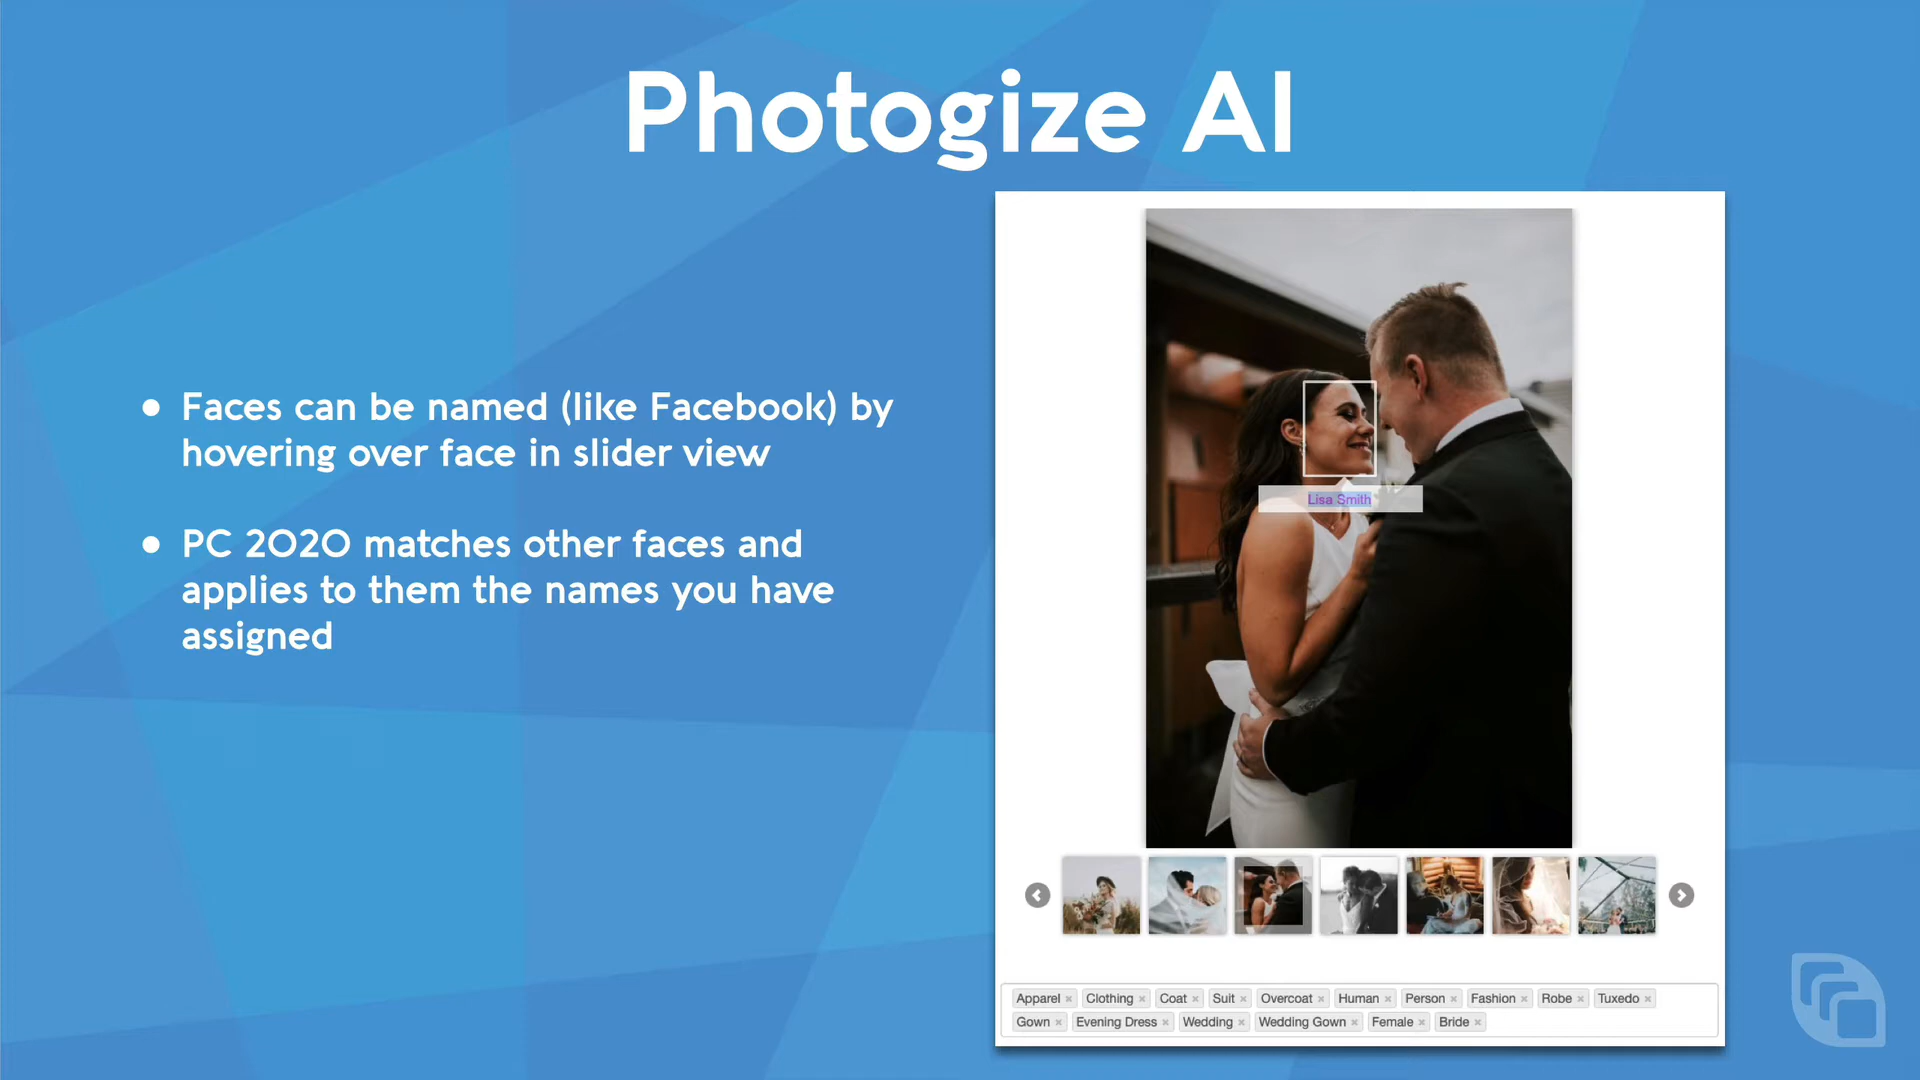 Photogize AI
• Faces can be named (like Facebook) by
hovering over face in slider view
• PC 2020 matches other faces and
applies to them the names you have
assigned
Lisa Smith
Apparel × Clothing × Coat × Suit × Overcoat × Human × Person × Fashion × Robe × Tuxedo ×
Gown × Evening Dress × Wedding × Wedding Gown × Female × Bride ×